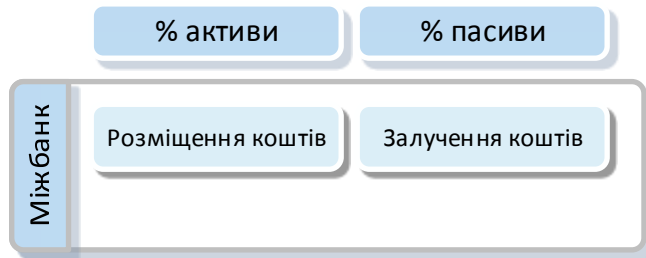 % активи
% пасиви
Міжбанк
Розміщення коштів
Залучення коштів